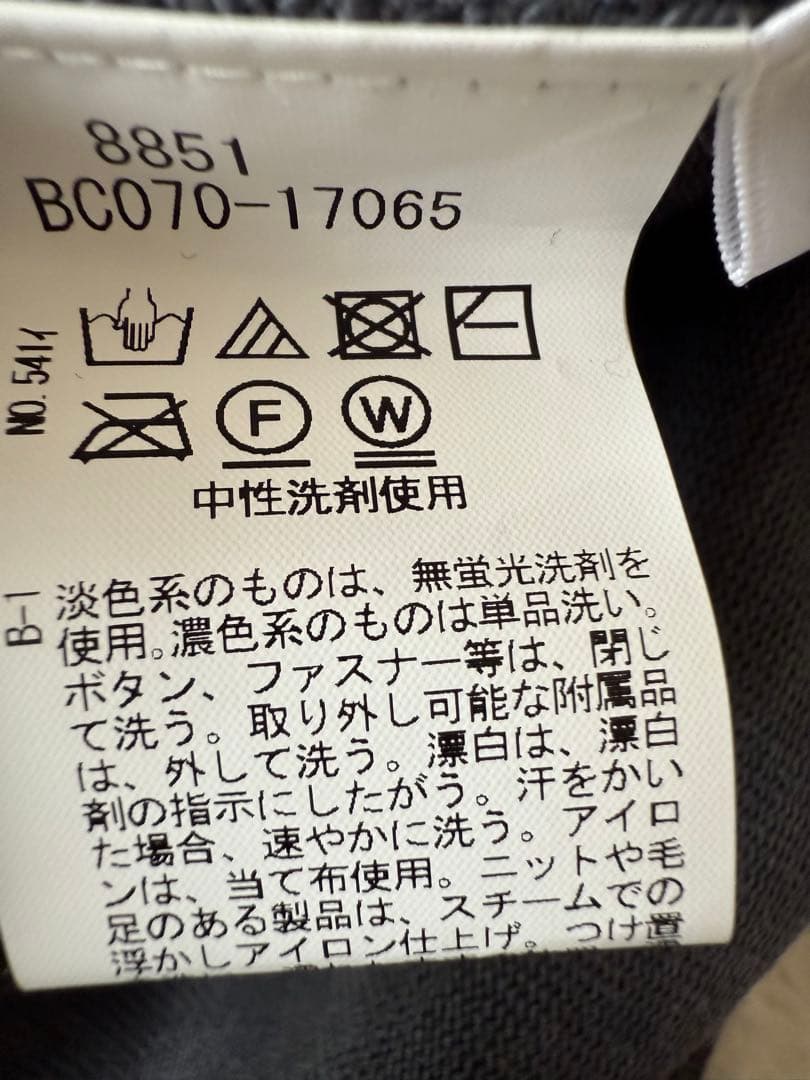 8851
BC070-17065
NO. 541イ
F
W
中性洗剤使用
B-1
淡色系のものは、無蛍光洗剤を
使用。濃色系のものは単品洗い。
ボタン、ファスナー等は、閉じ
て洗う。取り外し可能な附属品
は、外して洗う。漂白は、漂白
剤の指示にしたがう。汗をかい
た場合、速やかに洗う。アイロ
ンは、当て布使用。ニットや毛
足のある製品は、スチームでの
浮かしアイロン仕上げ。つけ置